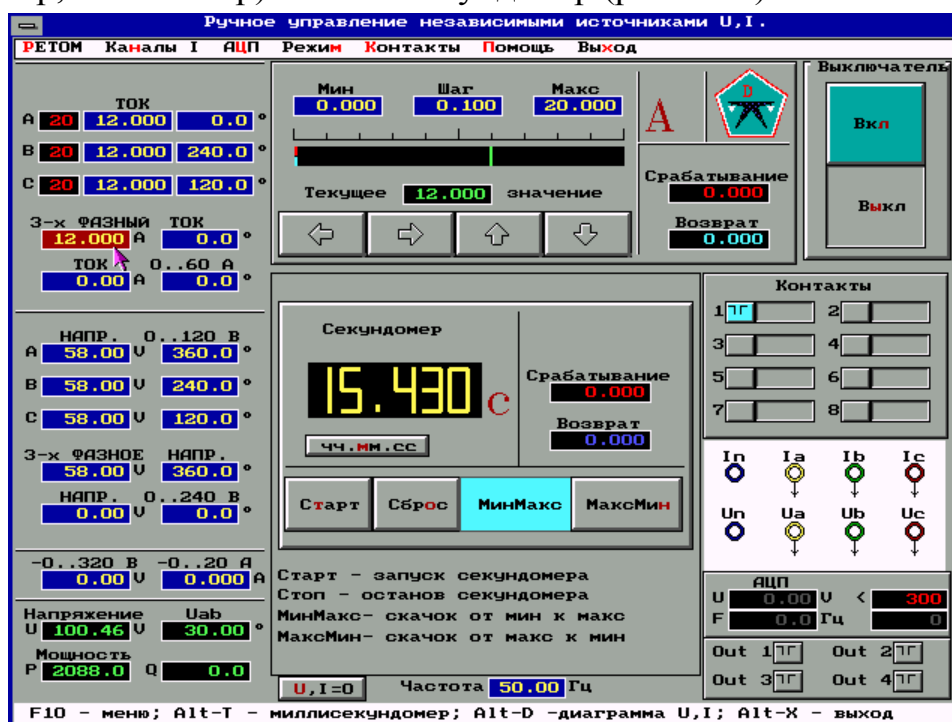 Ручное управление независимыми источниками U,I.
РЕТОМ Каналы I АЦП Режим Контакты Помощь Выход
ТОК
A 20 12.000 0.0 °
B 20 12.000 240.0 °
C 20 12.000 120.0 °
3-х ФАЗНЫЙ ТОК
12.000 A 0.0 °
ТОК 0..60 А
0.00 A 0.0 °
НАПР. 0..120 В
A 58.00 V 360.0 °
B 58.00 V 240.0 °
C 58.00 V 120.0 °
3-х ФАЗНОЕ НАПР.
58.00 V 360.0 °
НАПР. 0..240 В
0.00 V 0.0 °
-0..320 В -0..20 А
0.00 V 0.000 A
Напряжение Uab
U 100.46 V 30.00 °
Мощность
P 2088.0 Q 0.0
Мин Шаг Макс
0.000 0.100 20.000
A
D
Текущее 12.000 значение
Срабатывание
0.000
Возврат
0.000
Выключатель
Вкл
Выкл
Секундомер
15.430 с
чч.мм.сс
Срабатывание
0.000
Возврат
0.000
Старт Сброс МинМакс МаксМин
Старт - запуск секундомера
Стоп - останов секундомера
МинМакс- скачок от мин к макс
МаксМин- скачок от макс к мин
U,I=0 Частота 50.00 Гц
Контакты
1 2
3 4
5 6
7 8
In Ia Ib Ic
Un Ua Ub Uc
АЦП
U 0.00 V < 300
F 0.0 Гц 0
Out 1 Out 2
Out 3 Out 4
F10 - меню; Alt-T - миллисекундомер; Alt-D -диаграмма U,I; Alt-X - выход